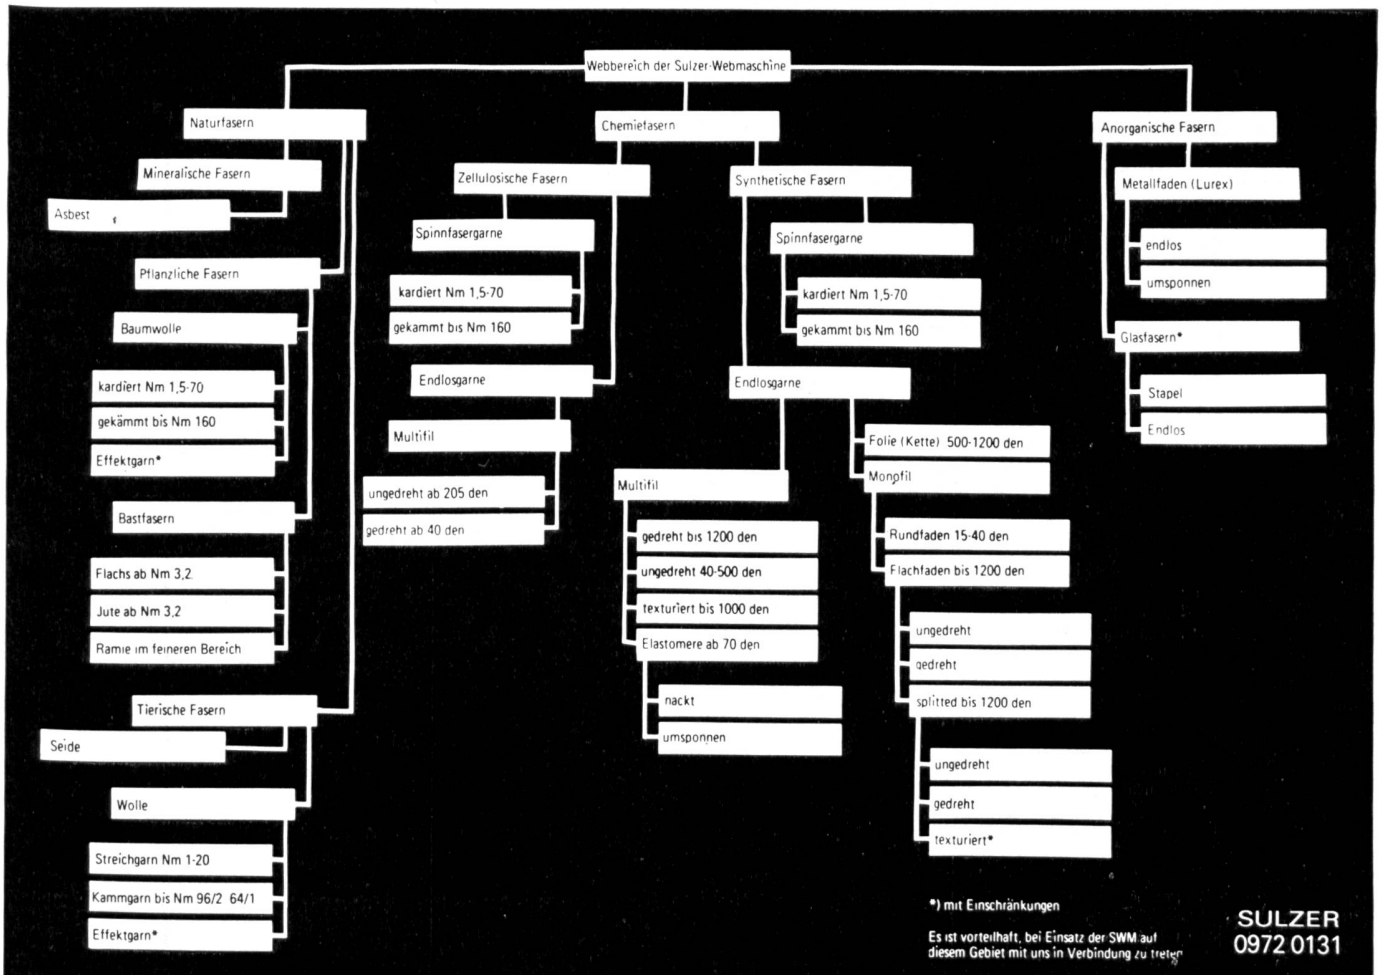 Webbereich der Sulzer-Webmaschine
Naturfasern
Mineralische Fasern
Asbest
Pflanzliche Fasern
Baumwolle
kardiert Nm 1,5-70
gekämmt bis Nm 160
Effektgarn*
Bastfasern
Flachs ab Nm 3,2
Jute ab Nm 3,2
Ramie im feineren Bereich
Tierische Fasern
Seide
Wolle
Streichgarn Nm 1-20
Kammgarn bis Nm 96/2 64/1
Effektgarn*
Chemiefasern
Zellulosische Fasern
Spinnfasergarne
kardiert Nm 1,5-70
gekammt bis Nm 160
Endlosgarne
Multifil
ungedreht ab 205 den
gedreht ab 40 den
Synthetische Fasern
Spinnfasergarne
kardiert Nm 1,5-70
gekammt bis Nm 160
Endlosgarne
Multifil
gedreht bis 1200 den
ungedreht 40-500 den
texturiert bis 1000 den
Elastomere ab 70 den
nackt
umsponnen
Folie (Kette) 500-1200 den
Monofil
Rundfaden 15-40 den
Flachfaden bis 1200 den
ungedreht
gedreht
splitted bis 1200 den
ungedreht
gedreht
texturiert*
Anorganische Fasern
Metallfaden (Lurex)
endlos
umsponnen
Glasfasern*
Stapel
Endlos
*) mit Einschränkungen
Es ist vorteilhaft, bei Einsatz der SWM auf
diesem Gebiet mit uns in Verbindung zu treten
SULZER
0972 0131